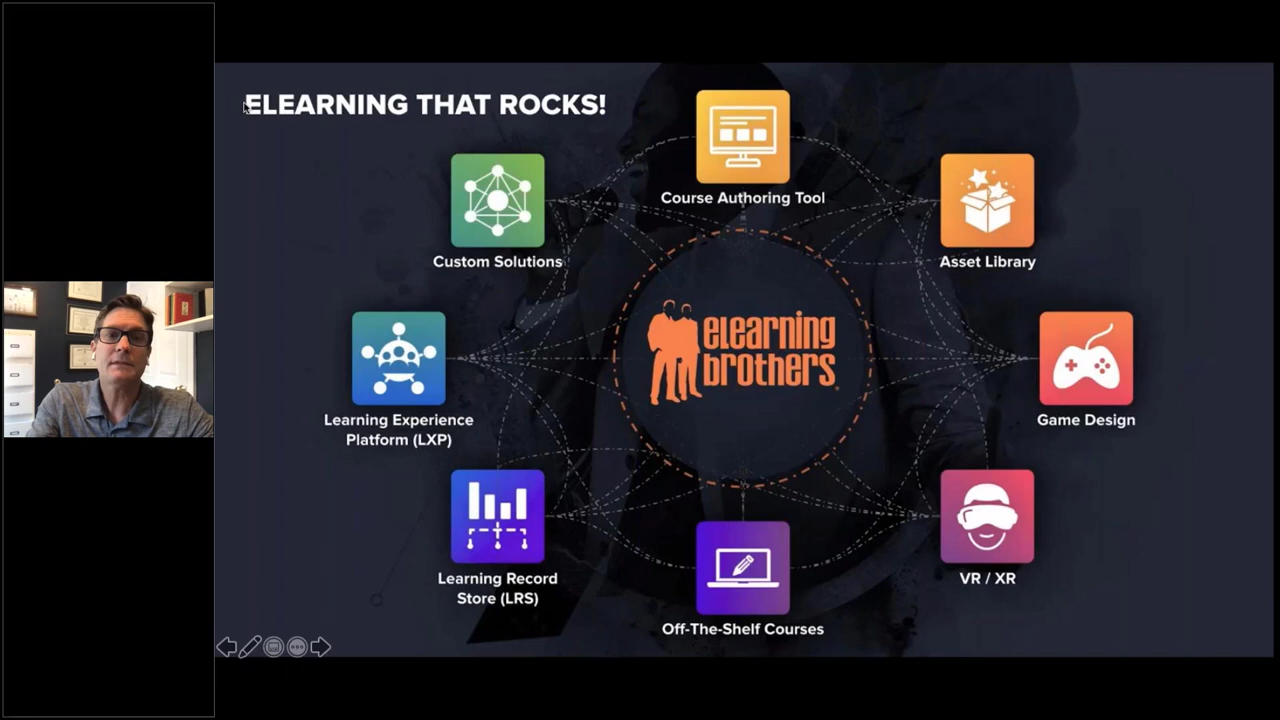 ELEARNING THAT ROCKS!
Course Authoring Tool
Custom Solutions
Asset Library
elearning
brothers
Learning Experience
Platform (LXP)
Game Design
Learning Record
Store (LRS)
VR / XR
Off-The-Shelf Courses